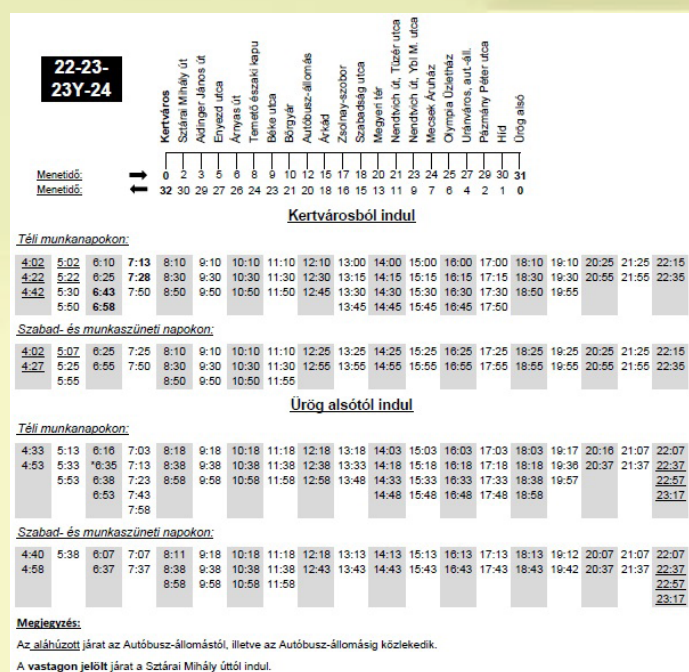 22-23-
23Y-24
Kertváros
Sztárai Mihály út
Aidinger János út
Enyezd utca
Árnyas út
Temető északi kapu
Béke utca
Bőrgyár
Autóbusz-állomás
Árkád
Zsolnay-szobor
Szabadság utca
Megyeri tér
Nendtvich út, Tüzér utca
Nendtvich út, Ybl M. utca
Mecsek Áruház
Olympia Üzletház
Uránváros, aut.-áll.
Pázmány Péter utca
Híd
Ürög alsó
Menetidő: 0 2 3 5 6 8 9 10 12 15 17 18 20 21 23 24 25 27 29 30 31
Menetidő: 32 30 29 27 26 24 23 21 20 18 16 15 13 11 9 7 6 4 2 1 0
Kertvárosból indul
Téli munkanapokon:
4:02 5:02 6:10 7:13 8:10 9:10 10:10 11:10 12:10 13:00 14:00 15:00 16:00 17:00 18:10 19:10 20:25 21:25 22:15
4:22 5:22 6:25 7:28 8:30 9:30 10:30 11:30 12:30 13:15 14:15 15:15 16:15 17:15 18:30 19:30 20:55 21:55 22:35
4:42 5:30 6:43 7:50 8:50 9:50 10:50 11:50 12:45 13:30 14:30 15:30 16:30 17:30 18:50 19:55
5:50 6:58 13:45 14:45 15:45 16:45 17:50
Szabad- és munkaszüneti napokon:
4:02 5:07 6:25 7:25 8:10 9:10 10:10 11:10 12:25 13:25 14:25 15:25 16:25 17:25 18:25 19:25 20:25 21:25 22:15
4:27 5:25 6:55 7:50 8:30 9:30 10:30 11:30 12:55 13:55 14:55 15:55 16:55 17:55 18:55 19:55 20:55 21:55 22:35
5:55 8:50 9:50 10:50 11:55
Ürög alsótól indul
Téli munkanapokon:
4:33 5:13 6:16 7:03 8:18 9:18 10:18 11:18 12:18 13:18 14:03 15:03 16:03 17:03 18:03 19:17 20:16 21:07 22:07
4:53 5:33 *6:35 7:13 8:38 9:38 10:38 11:38 12:38 13:33 14:18 15:18 16:18 17:18 18:18 19:36 20:37 21:37 22:37
5:53 6:38 7:23 8:58 9:58 10:58 11:58 12:58 13:48 14:33 15:33 16:33 17:33 18:38 19:57 22:57
6:53 7:43 14:48 15:48 16:48 17:48 18:58 23:17
7:58
Szabad- és munkaszüneti napokon:
4:40 5:38 6:07 7:07 8:11 9:18 10:18 11:18 12:18 13:13 14:13 15:13 16:13 17:13 18:13 19:12 20:07 21:07 22:07
4:58 6:37 7:37 8:38 9:38 10:38 11:38 12:43 13:43 14:43 15:43 16:43 17:43 18:43 19:42 20:37 21:37 22:37
8:58 9:58 10:58 11:58 22:57
23:17
Megjegyzés:
Az aláhúzott járat az Autóbusz-állomástól, illetve az Autóbusz-állomásig közlekedik.
A vastagon jelölt járat a Sztárai Mihály úttól indul.